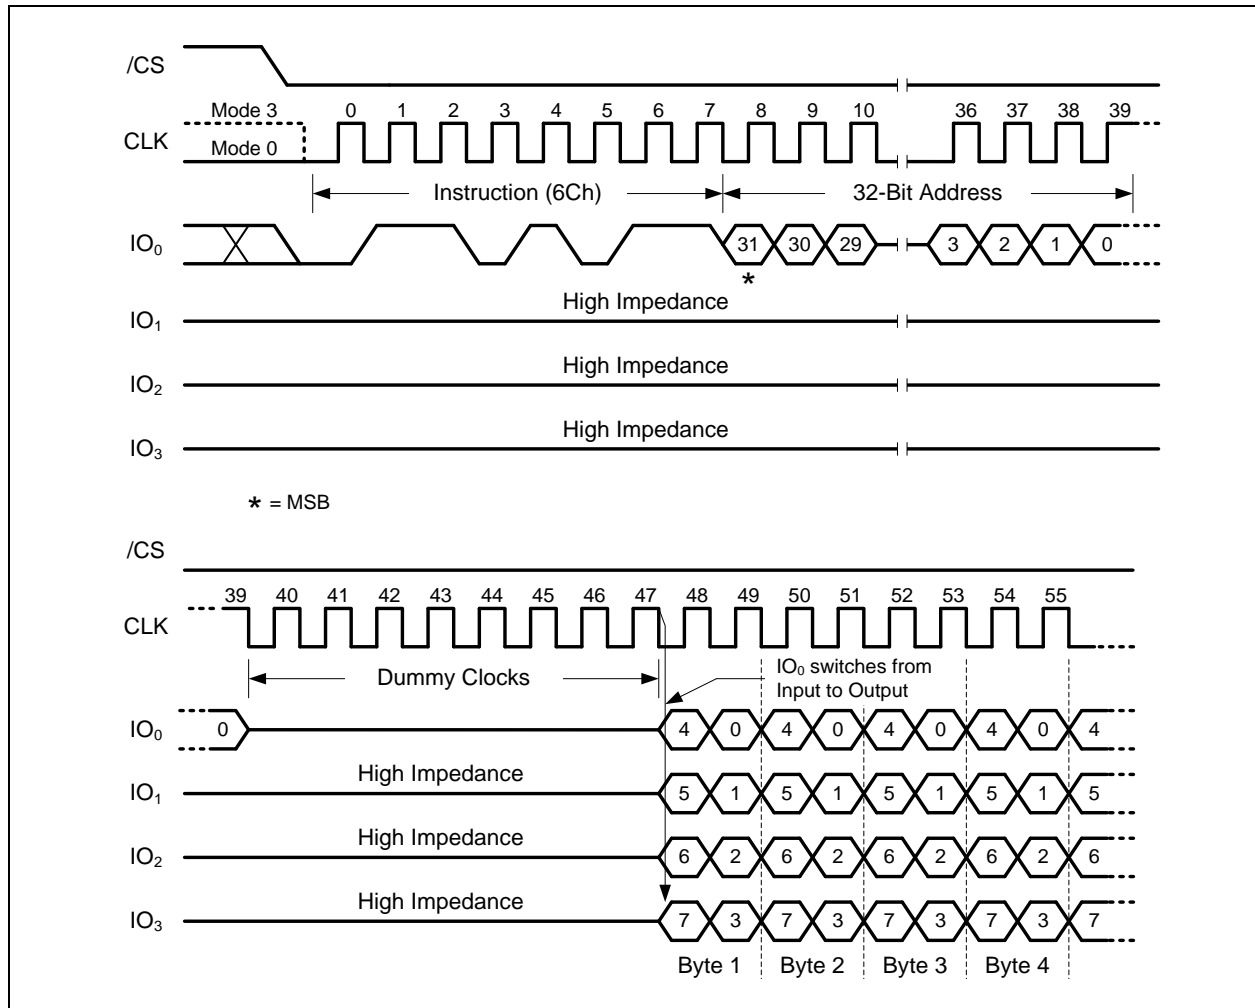 /CS
Mode 3 0 1 2 3 4 5 6 7 8 9 10 36 37 38 39
CLK
Mode 0
Instruction (6Ch) 32-Bit Address
IO0 31 30 29 3 2 1 0
*
High Impedance
IO1
High Impedance
IO2
High Impedance
IO3
* = MSB
/CS
39 40 41 42 43 44 45 46 47 48 49 50 51 52 53 54 55
CLK
Dummy Clocks
IO0 switches from
Input to Output
IO0 0 4 0 4 0 4 0 4 0 4
High Impedance
IO1 5 1 5 1 5 1 5 1 5
High Impedance
IO2 6 2 6 2 6 2 6 2 6
High Impedance
IO3 7 3 7 3 7 3 7 3 7
Byte 1 Byte 2 Byte 3 Byte 4